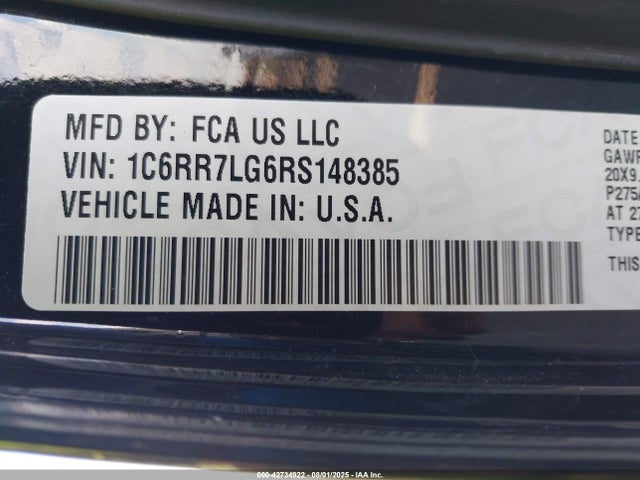 MFD BY: FCA US LLC
VIN: 1C6RR7LG6RS148385
VEHICLE MADE IN: U.S.A.
DATE
GAWR
20X9.
P275/
AT 27
TYPE
THIS
000-42734922 - 08/01/2025 - IAA, Inc.